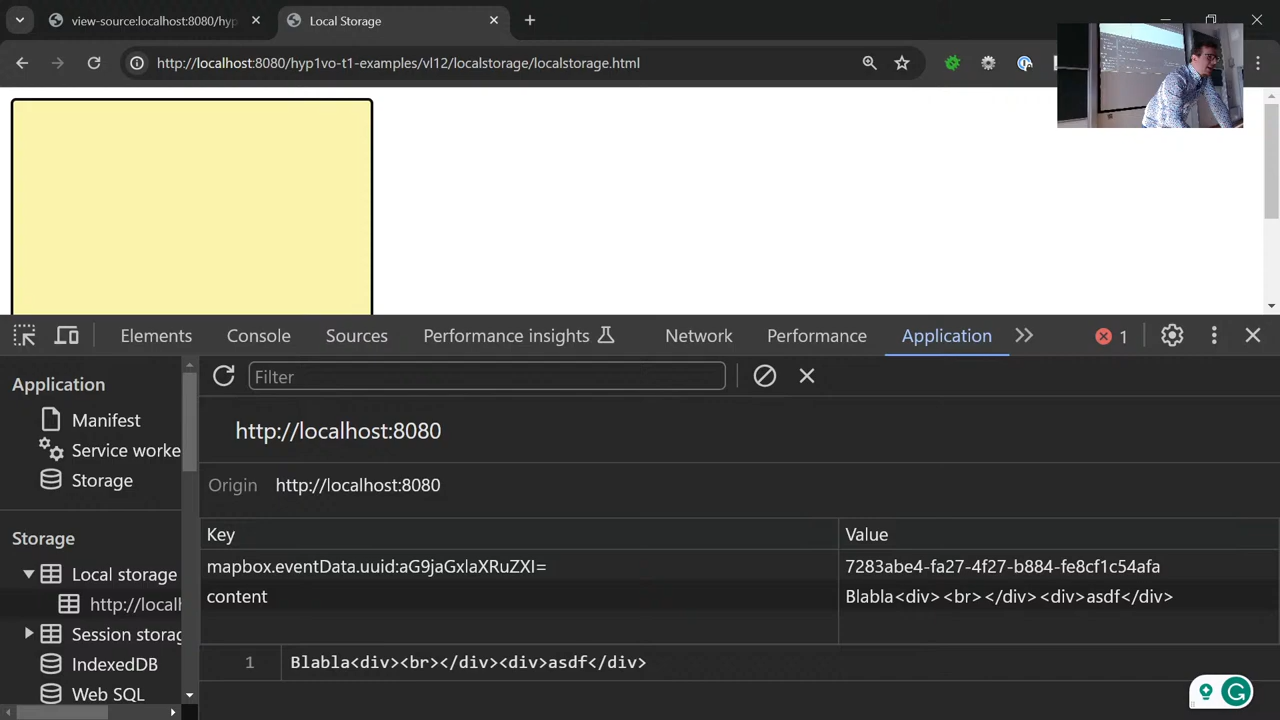 view-source:localhost:8080/hyp
Local Storage
http://localhost:8080/hyp1vo-t1-examples/vl12/localstorage/localstorage.html
Elements
Console
Sources
Performance insights
Network
Performance
Application
1
Application
Filter
Manifest
http://localhost:8080
Service worke
Storage
Origin http://localhost:8080
Storage
Key Value
Local storage
mapbox.eventData.uuid:aG9jaGxlaXRuZXI= 7283abe4-fa27-4f27-b884-fe8cf1c54afa
http://locall
content Blabla<div><br></div><div>asdf</div>
Session storag
IndexedDB
1 Blabla<div><br></div><div>asdf</div>
Web SQL